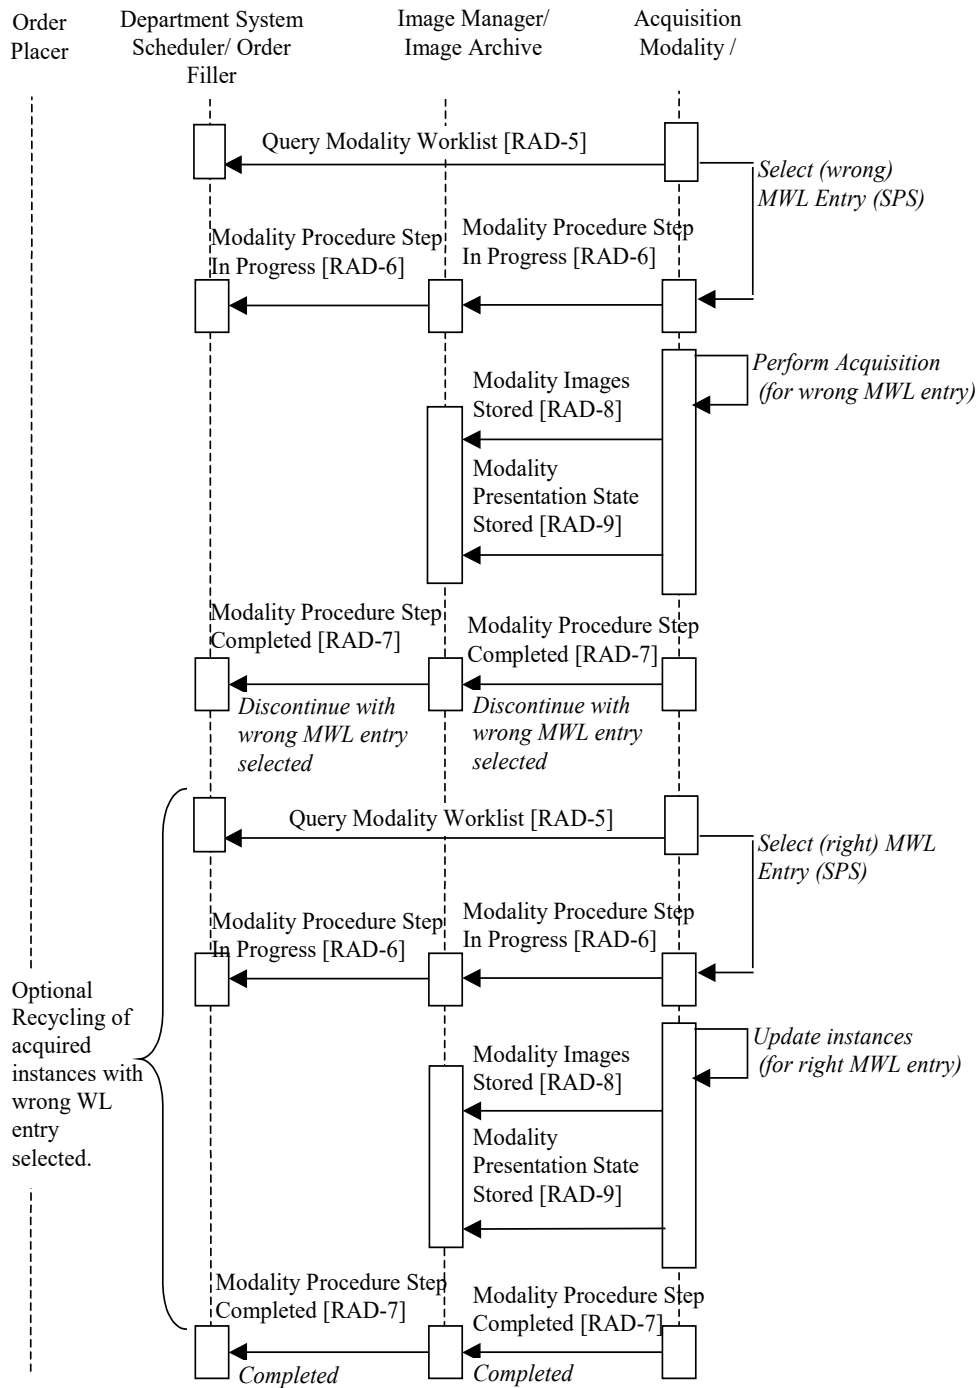 Order
Placer
Department System
Scheduler/ Order
Filler
Image Manager/
Image Archive
Acquisition
Modality /
Query Modality Worklist [RAD-5]
Select (wrong)
MWL Entry (SPS)
Modality Procedure Step
In Progress [RAD-6]
Modality Procedure Step
In Progress [RAD-6]
Perform Acquisition
(for wrong MWL entry)
Modality Images
Stored [RAD-8]
Modality
Presentation State
Stored [RAD-9]
Modality Procedure Step
Completed [RAD-7]
Modality Procedure Step
Completed [RAD-7]
Discontinue with
wrong MWL entry
selected
Discontinue with
wrong MWL entry
selected
Query Modality Worklist [RAD-5]
Select (right) MWL
Entry (SPS)
Modality Procedure Step
In Progress [RAD-6]
Modality Procedure Step
In Progress [RAD-6]
Optional
Recycling of
acquired
instances with
wrong WL
entry
selected.
Update instances
(for right MWL entry)
Modality Images
Stored [RAD-8]
Modality
Presentation State
Stored [RAD-9]
Modality Procedure Step
Completed [RAD-7]
Modality Procedure Step
Completed [RAD-7]
Completed
Completed